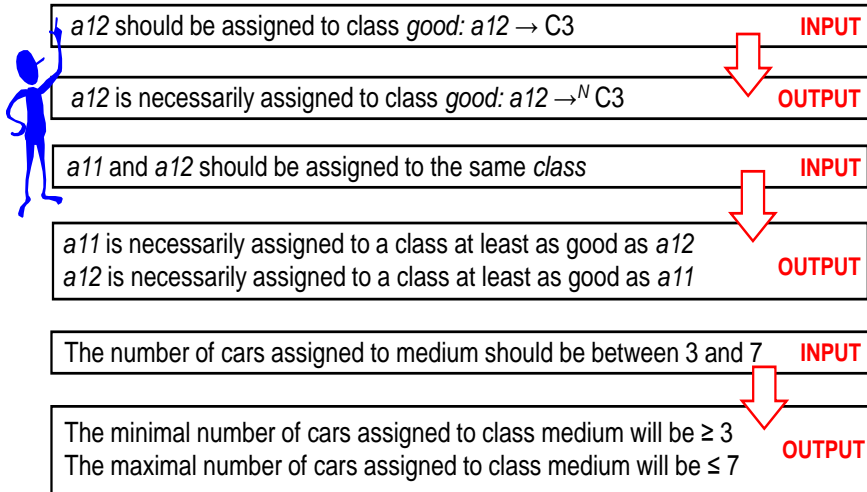 a12 should be assigned to class good: a12 → C3 INPUT
a12 is necessarily assigned to class good: a12 →ᴺ C3 OUTPUT
a11 and a12 should be assigned to the same class INPUT
a11 is necessarily assigned to a class at least as good as a12
a12 is necessarily assigned to a class at least as good as a11
OUTPUT
The number of cars assigned to medium should be between 3 and 7 INPUT
The minimal number of cars assigned to class medium will be ≥ 3
The maximal number of cars assigned to class medium will be ≤ 7
OUTPUT